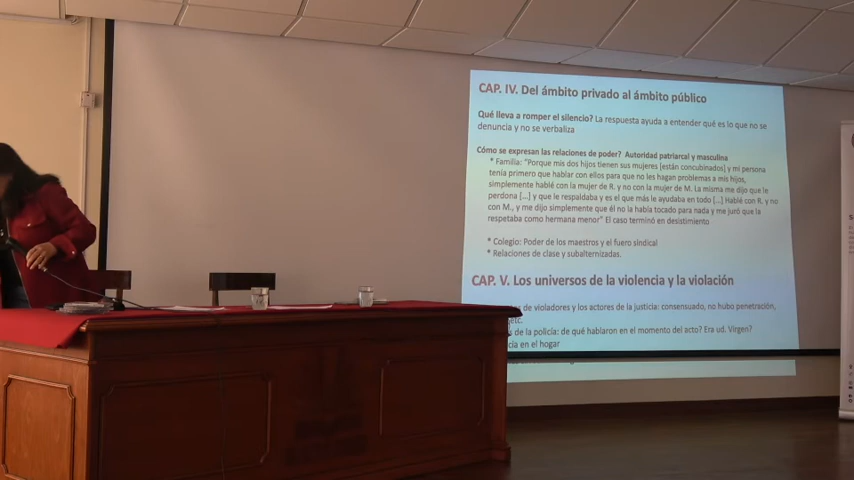 CAP. IV. Del ámbito privado al ámbito público
Qué lleva a romper el silencio? La respuesta ayuda a entender qué es lo que no se
denuncia y no se verbaliza
Cómo se expresan las relaciones de poder? Autoridad patriarcal y masculina
* Familia: "Porque mis dos hijos tienen sus mujeres [están concubinados] y mi persona
tenía primero que hablar con ellos para que no les hagan problemas a mis hijos,
simplemente hablé con la mujer de R. y no con la mujer de M. La misma me dijo que le
perdona [...] y que le respaldaba y es el que más le ayudaba en todo [...] Hablé con R. y no
con M., y me dijo simplemente que él no la había tocado para nada y me juró que la
respetaba como hermana menor" El caso terminó en desistimiento
* Colegio: Poder de los maestros y el fuero sindical
* Relaciones de clase y subalternizadas.
CAP. V. Los universos de la violencia y la violación
de violadores y los actores de la justicia: consensuado, no hubo penetración,
etc.
de la policía: de qué hablaron en el momento del acto? Era ud. Virgen?
en el hogar